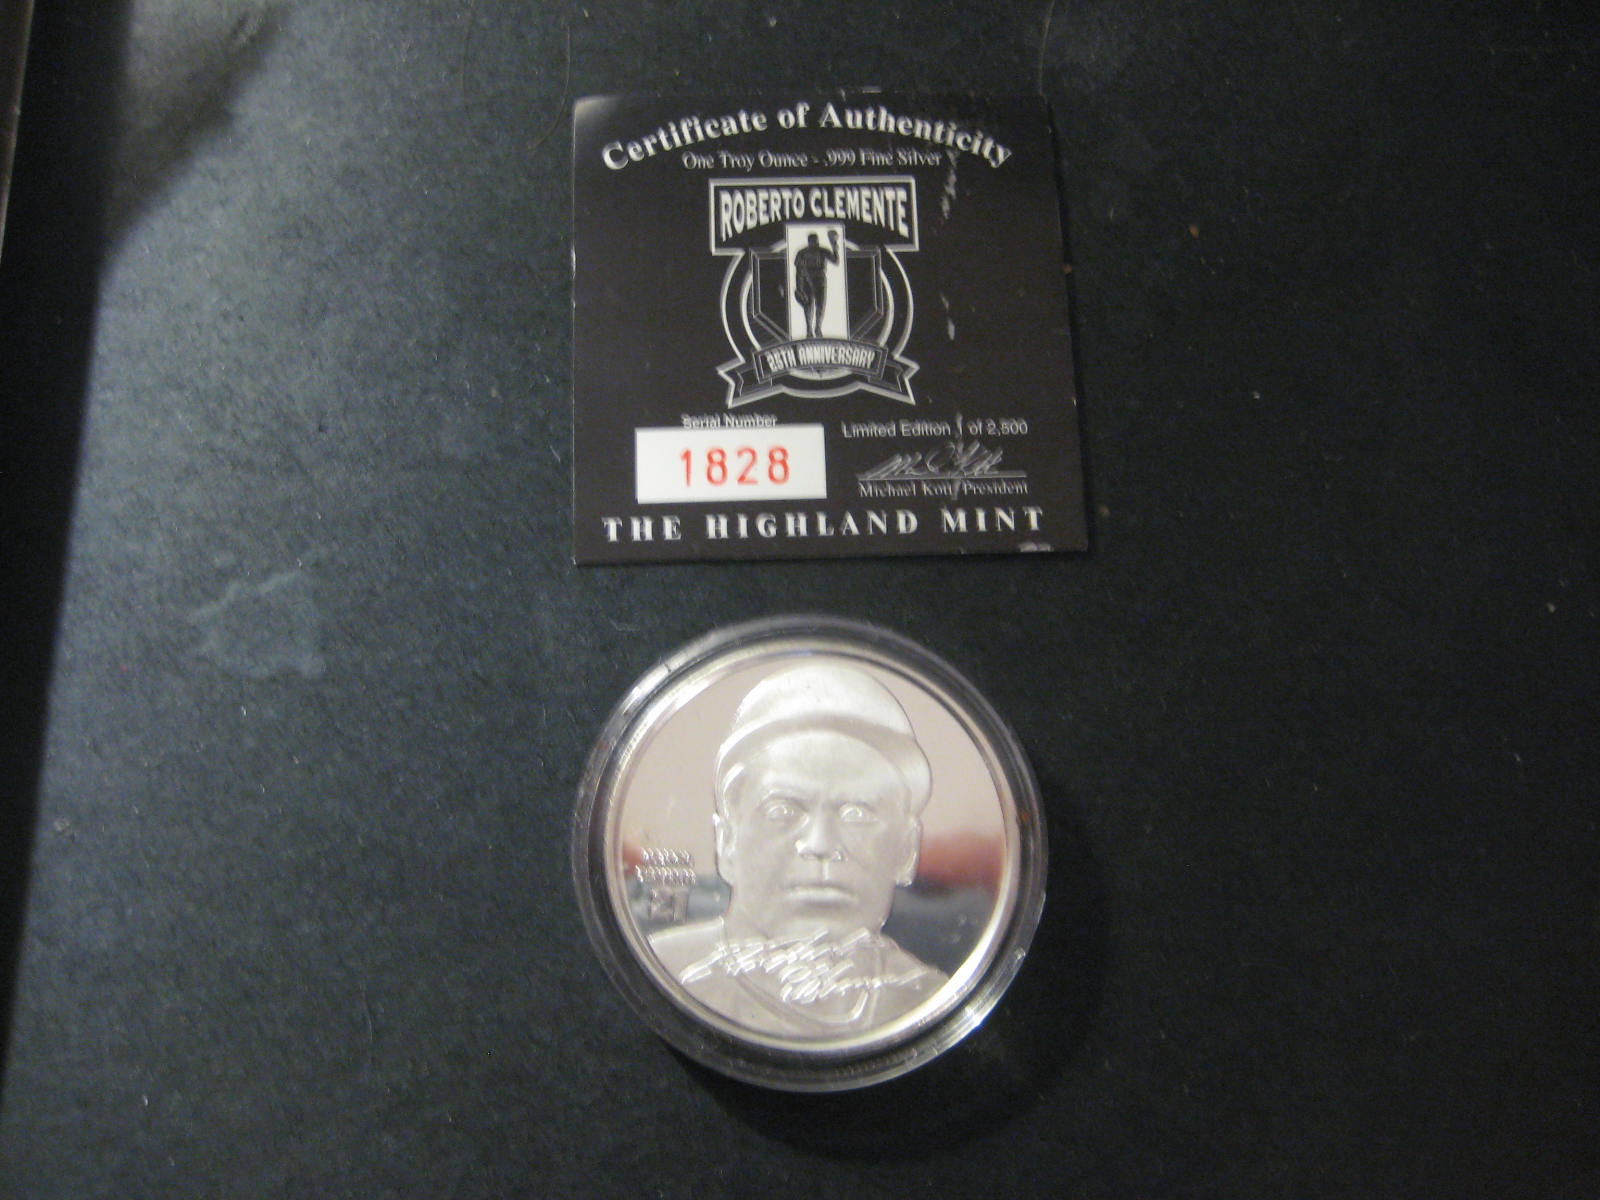 Certificate of Authenticity
One Troy Ounce - .999 Fine Silver
ROBERTO CLEMENTE
25TH ANNIVERSARY
Serial Number
1828
Limited Edition of 2,500
Michael Kott, President
THE HIGHLAND MINT
21